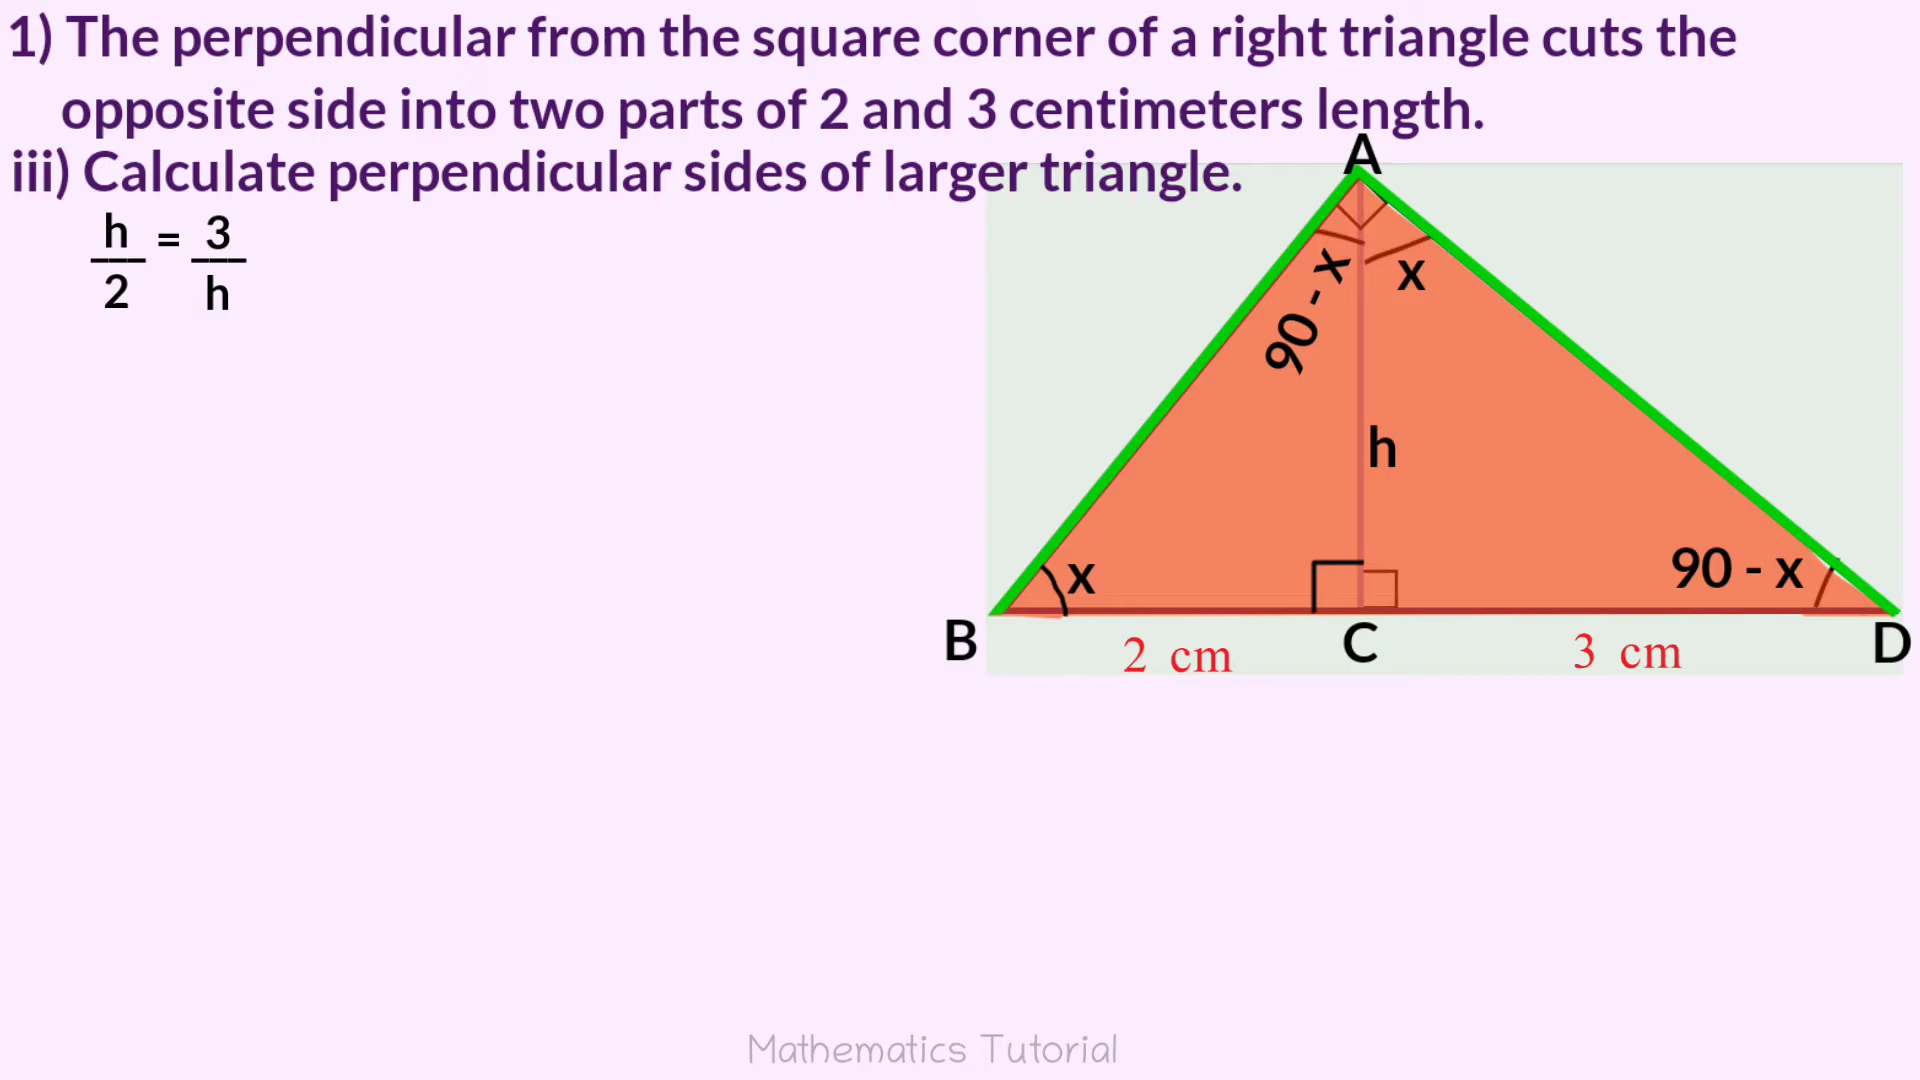 1) The perpendicular from the square corner of a right triangle cuts the
opposite side into two parts of 2 and 3 centimeters length.
iii) Calculate perpendicular sides of larger triangle.
h = 3
2 h
A
90 - x
x
h
x
90 - x
B
2 cm
C
3 cm
D
Mathematics Tutorial